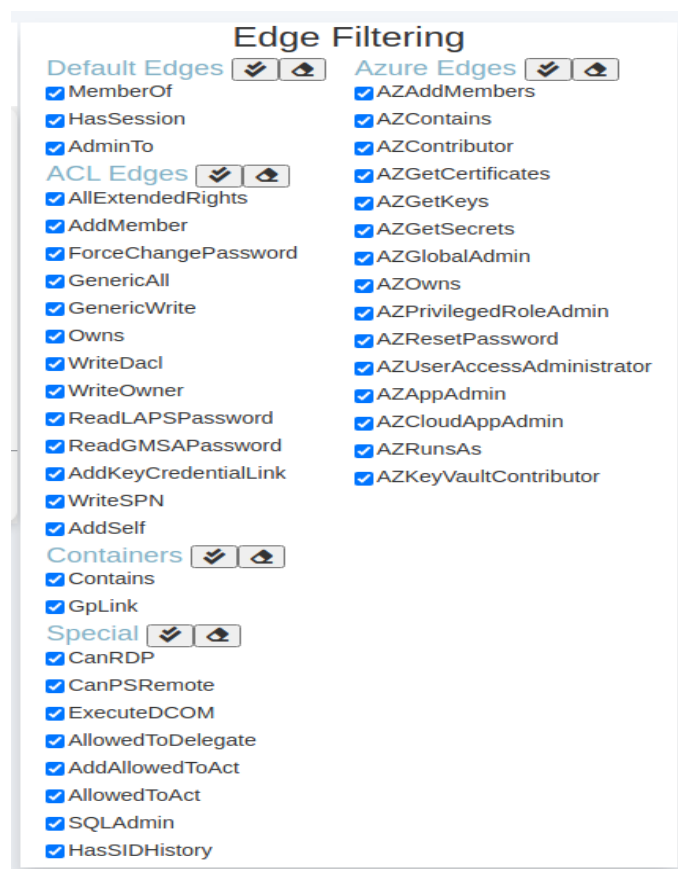 Edge Filtering
Default Edges
MemberOf
HasSession
AdminTo
ACL Edges
AllExtendedRights
AddMember
ForceChangePassword
GenericAll
GenericWrite
Owns
WriteDacl
WriteOwner
ReadLAPSPassword
ReadGMSAPassword
AddKeyCredentialLink
WriteSPN
AddSelf
Containers
Contains
GpLink
Special
CanRDP
CanPSRemote
ExecuteDCOM
AllowedToDelegate
AddAllowedToAct
AllowedToAct
SQLAdmin
HasSIDHistory
Azure Edges
AZAddMembers
AZContains
AZContributor
AZGetCertificates
AZGetKeys
AZGetSecrets
AZGlobalAdmin
AZOwns
AZPrivilegedRoleAdmin
AZResetPassword
AZUserAccessAdministrator
AZAppAdmin
AZCloudAppAdmin
AZRunsAs
AZKeyVaultContributor